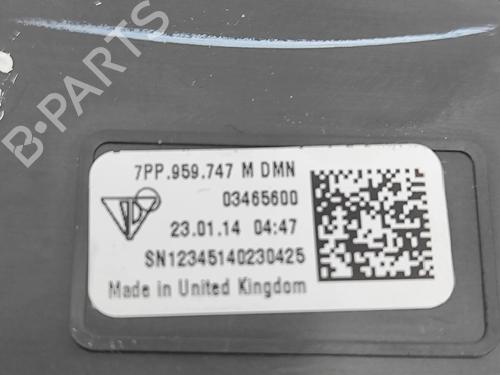 B-PARTS
7PP.959.747 M DMN
03465600
23.01.14 04:47
SN12345140230425
Made in United Kingdom